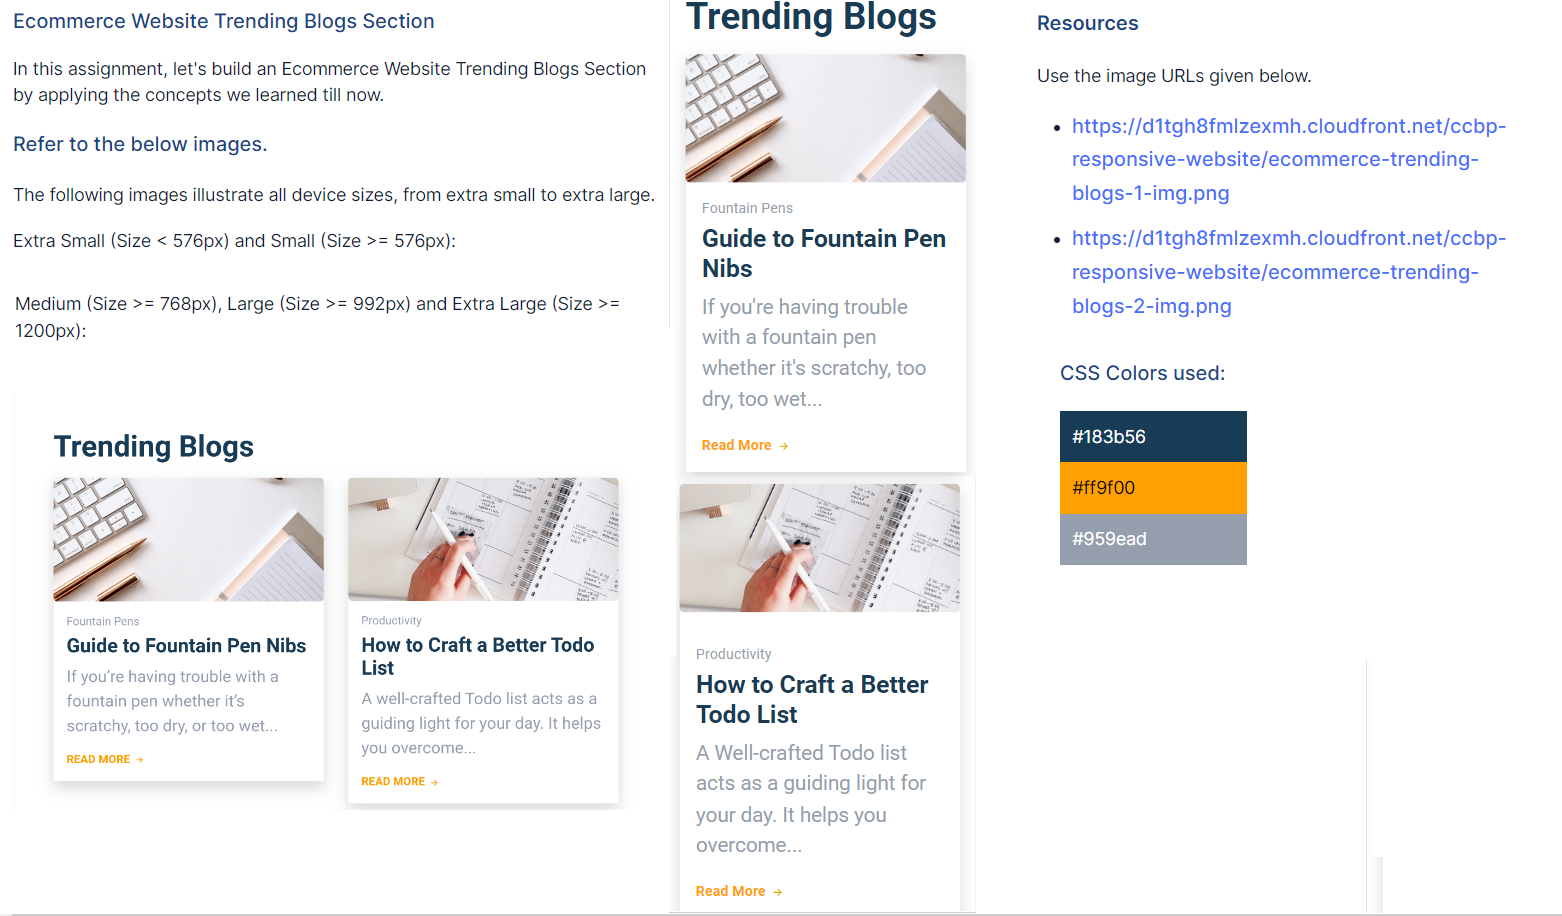 Ecommerce Website Trending Blogs Section
In this assignment, let's build an Ecommerce Website Trending Blogs Section
by applying the concepts we learned till now.
Refer to the below images.
The following images illustrate all device sizes, from extra small to extra large.
Extra Small (Size < 576px) and Small (Size >= 576px):
Medium (Size >= 768px), Large (Size >= 992px) and Extra Large (Size >=
1200px):
Trending Blogs
Fountain Pens
Guide to Fountain Pen Nibs
If you’re having trouble with a
fountain pen whether it’s
scratchy, too dry, or too wet...
READ MORE →
Productivity
How to Craft a Better Todo
List
A well-crafted Todo list acts as a
guiding light for your day. It helps
you overcome...
READ MORE →
Trending Blogs
Fountain Pens
Guide to Fountain Pen
Nibs
If you're having trouble
with a fountain pen
whether it's scratchy, too
dry, too wet...
Read More →
Productivity
How to Craft a Better
Todo List
A Well-crafted Todo list
acts as a guiding light for
your day. It helps you
overcome...
Read More →
Resources
Use the image URLs given below.
• https://d1tgh8fmlzexmh.cloudfront.net/ccbp-
responsive-website/ecommerce-trending-
blogs-1-img.png
• https://d1tgh8fmlzexmh.cloudfront.net/ccbp-
responsive-website/ecommerce-trending-
blogs-2-img.png
CSS Colors used:
#183b56
#ff9f00
#959ead